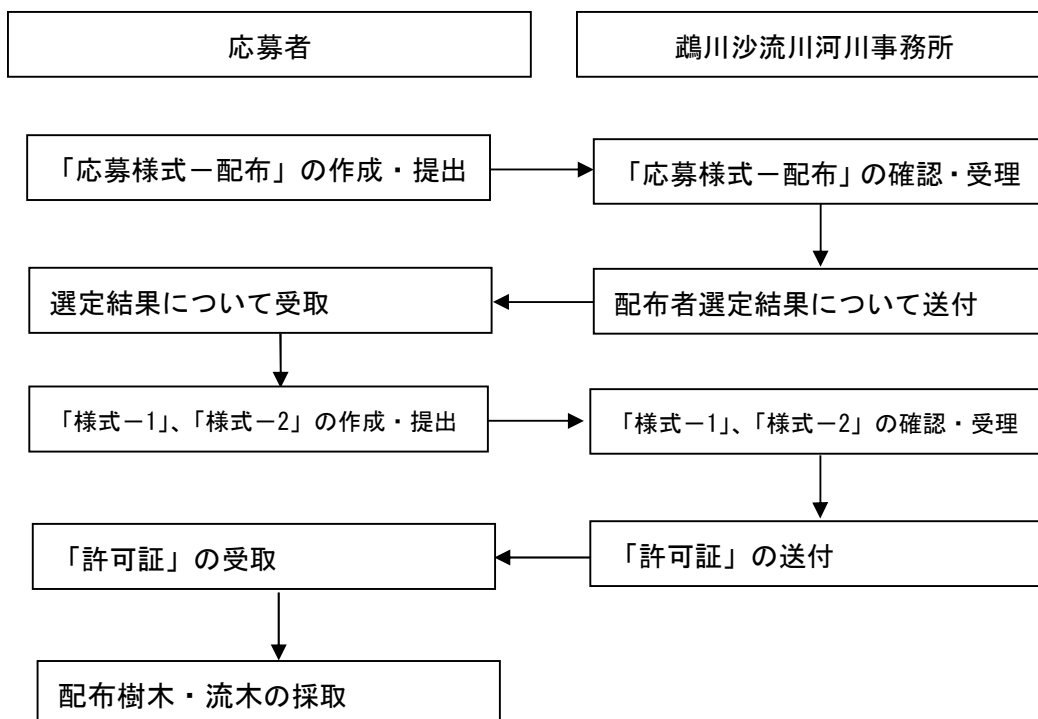 応募者
鵡川沙流川河川事務所
「応募様式－配布」の作成・提出
「応募様式－配布」の確認・受理
選定結果について受取
配布者選定結果について送付
「様式－1」、「様式－2」の作成・提出
「様式－1」、「様式－2」の確認・受理
「許可証」の受取
「許可証」の送付
配布樹木・流木の採取